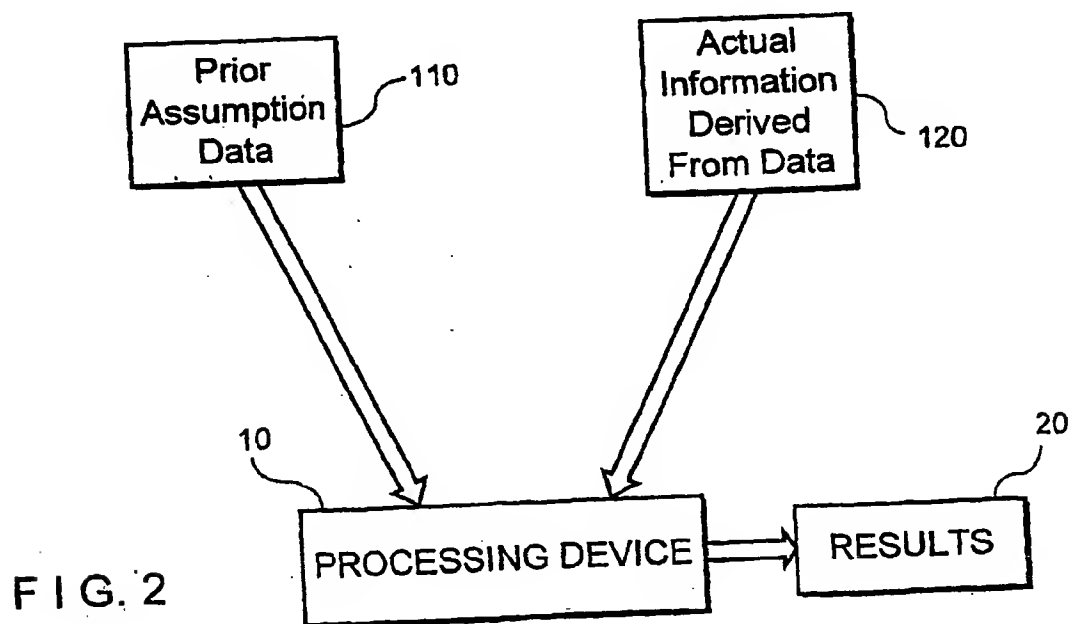 Prior
Assumption
Data
110
Actual
Information
Derived
From Data
120
10
PROCESSING DEVICE
20
RESULTS
FIG. 2